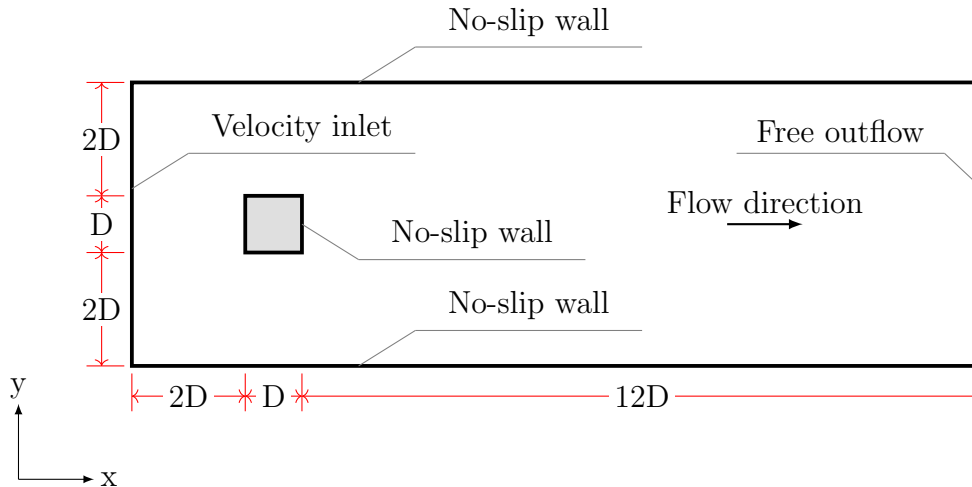 No-slip wall
2D
Velocity inlet
Free outflow
D
Flow direction
No-slip wall
2D
No-slip wall
y
2D
D
12D
x